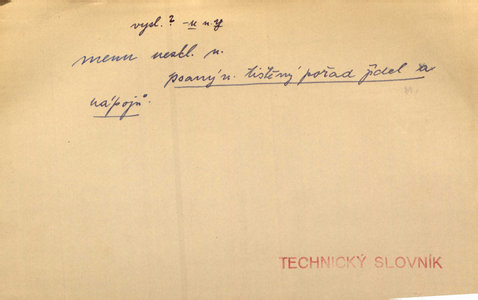 vysl.? -u n. y
menu neskl. n.
psaný n. tištěný pořad jídel a
nápojů.
M.
TECHNICKÝ SLOVNÍK